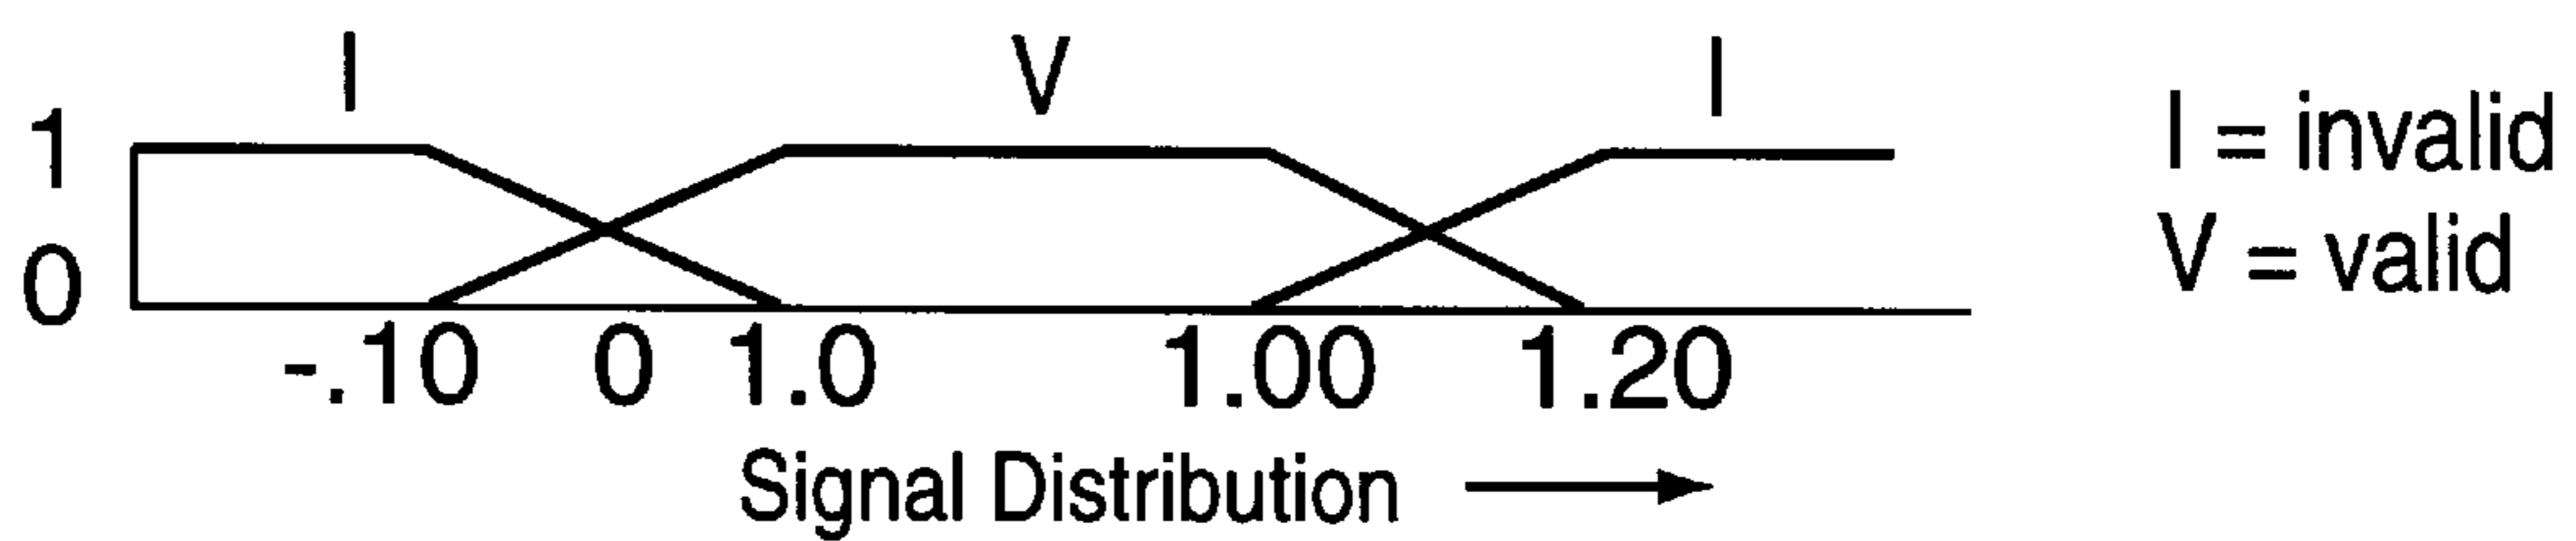 I V I
1
0
I = invalid
V = valid
-.10 0 1.0 1.00 1.20
Signal Distribution